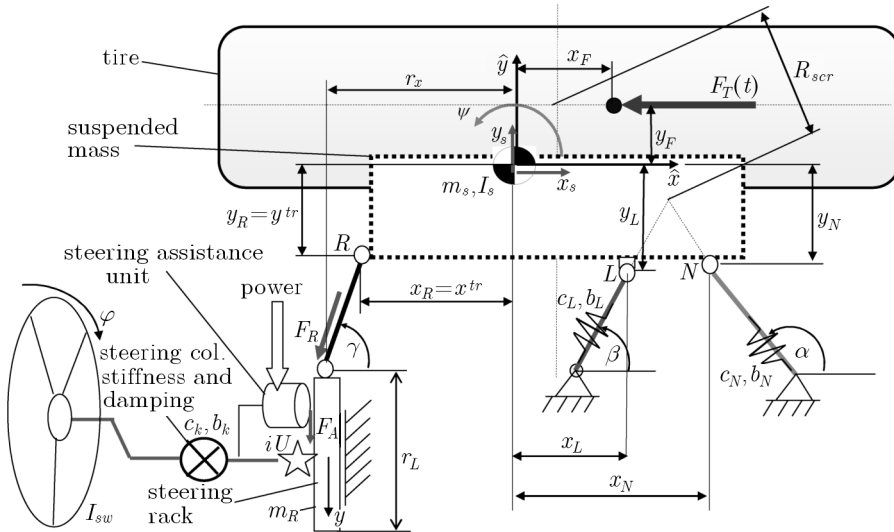 tire
x_F
R_scr
ŷ
r_x
F_T(t)
ψ
y_s
y_F
suspended
mass
m_s, I_s
x_s
x̂
y_L
y_N
y_R=y^tr
R
L
N
steering assistance
unit
x_R=x^tr
power
c_L, b_L
φ
F_R
γ
β
α
steering col.
stiffness and
damping
c_N, b_N
c_k, b_k
F_A
iU
r_L
x_L
x_N
steering
rack
I_sw
m_R
y